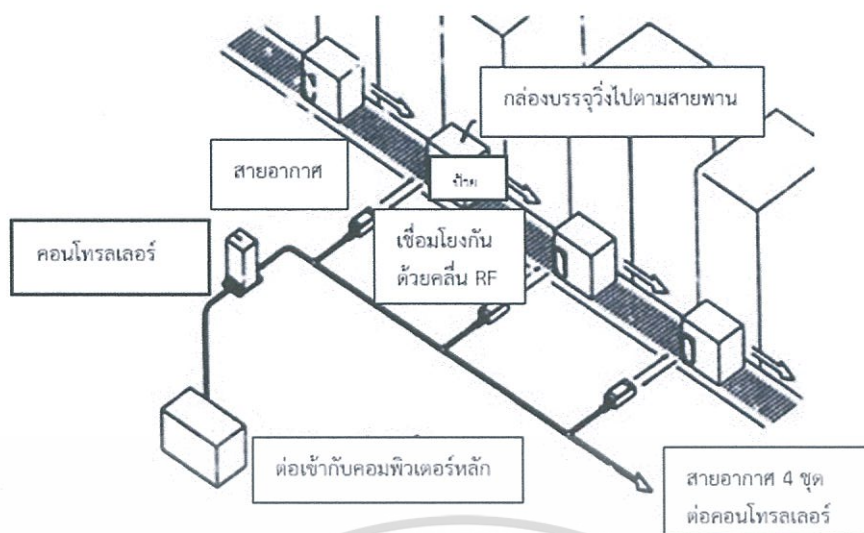 กล่องบรรจุวิ่งไปตามสายพาน
สายอากาศ
ป้าย
คอนโทรลเลอร์
เชื่อมโยงกัน
ด้วยคลื่น RF
ต่อเข้ากับคอมพิวเตอร์หลัก
สายอากาศ 4 ชุด
ต่อคอนโทรลเลอร์